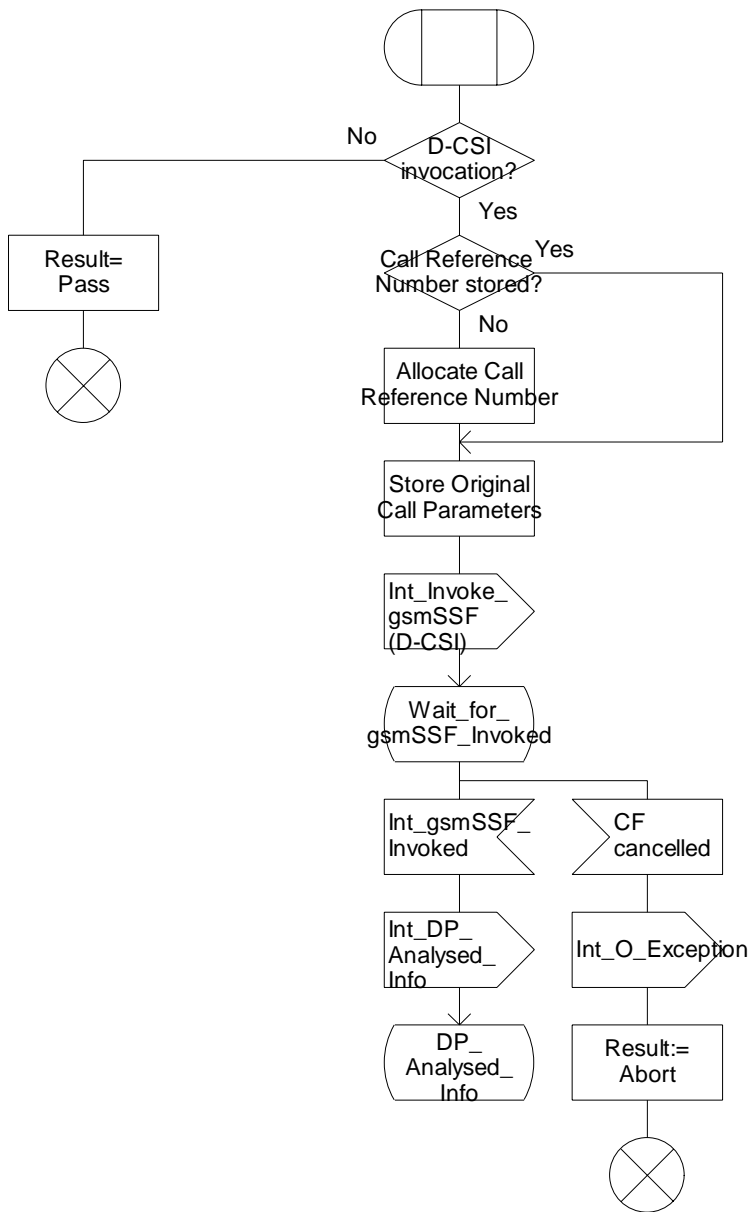 No
D-CSI
invocation?
Yes
Result=
Pass
Call Reference
Number stored?
Yes
No
Allocate Call
Reference Number
Store Original
Call Parameters
Int_Invoke_
gsmSSF
(D-CSI)
Wait_for_
gsmSSF_Invoked
Int_gsmSSF_
Invoked
CF
cancelled
Int_DP_
Analysed_
Info
Int_O_Exception
DP_
Analysed_
Info
Result:=
Abort